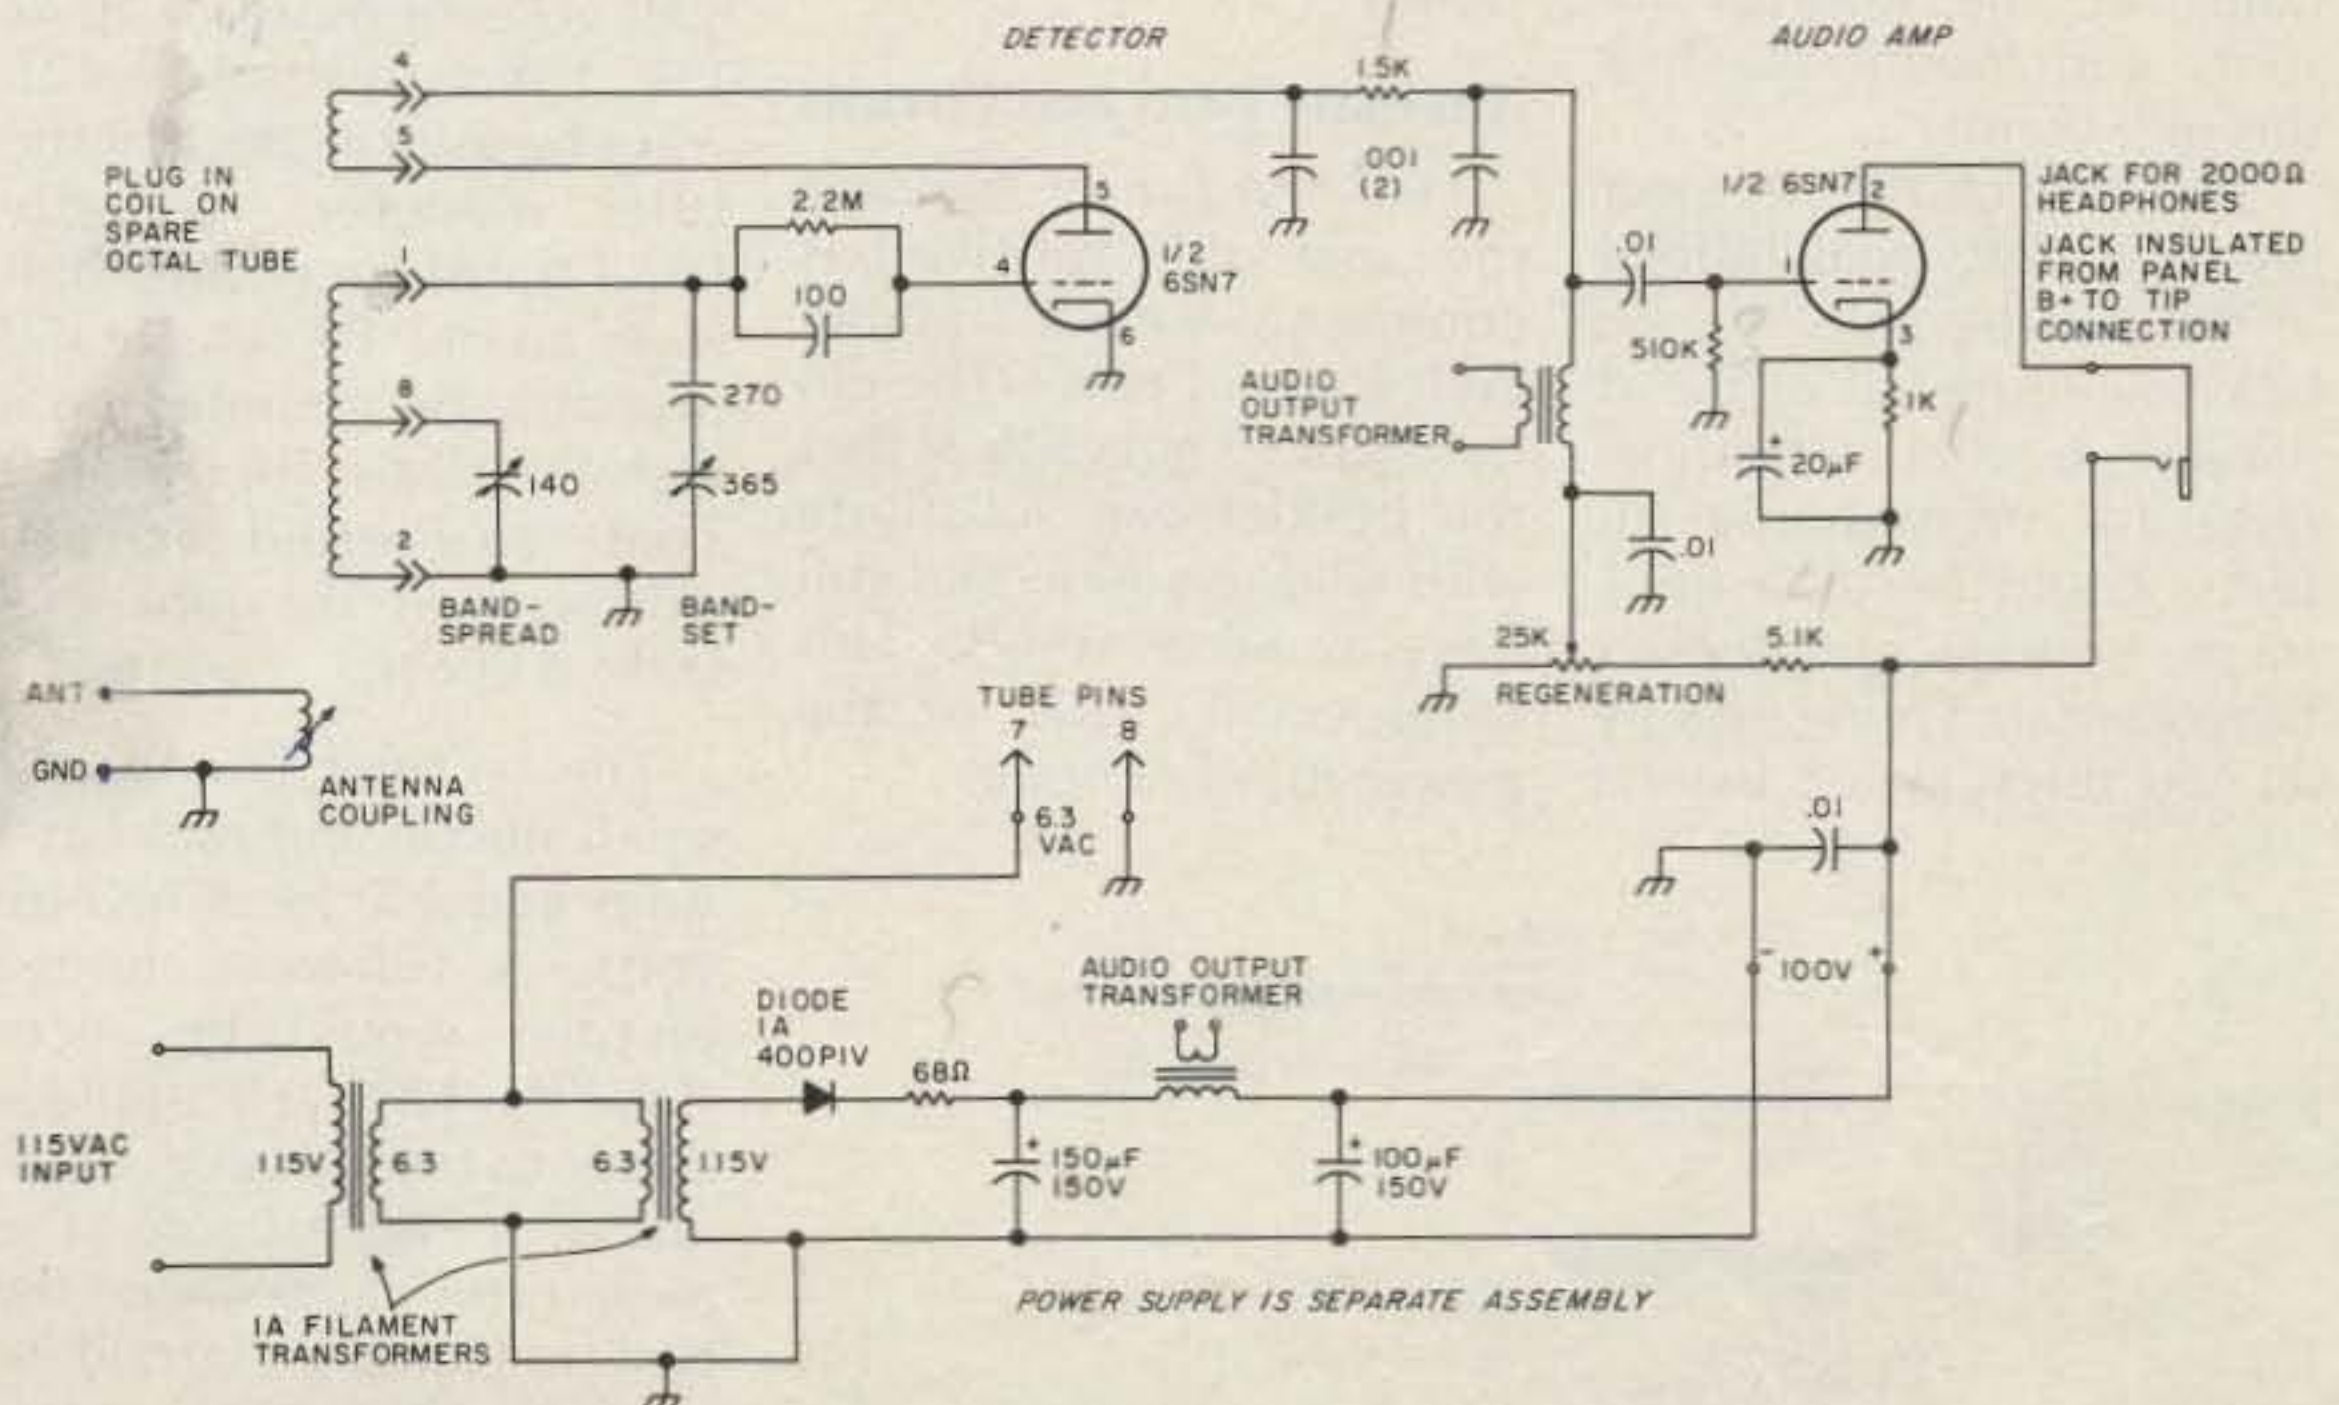 DETECTOR
AUDIO AMP
4
1.5K
5
PLUG IN
COIL ON
SPARE
OCTAL TUBE
2.2M
5
.001
(2)
1/2 6SN7
2
JACK FOR 2000Ω
HEADPHONES
JACK INSULATED
FROM PANEL
B+ TO TIP
CONNECTION
1
100
4
1/2
6SN7
6
.01
1
510K
3
8
270
AUDIO
OUTPUT
TRANSFORMER
1K
+
20µF
140
365
2
.01
BAND-
SPREAD
BAND-
SET
25K
5.1K
REGENERATION
ANT
GND
ANTENNA
COUPLING
TUBE PINS
7
8
6.3
VAC
.01
- 100V +
AUDIO OUTPUT
TRANSFORMER
DIODE
1A
400PIV
68Ω
115VAC
INPUT
115V
6.3
6.3
115V
+
150µF
150V
+
100µF
150V
1A FILAMENT
TRANSFORMERS
POWER SUPPLY IS SEPARATE ASSEMBLY